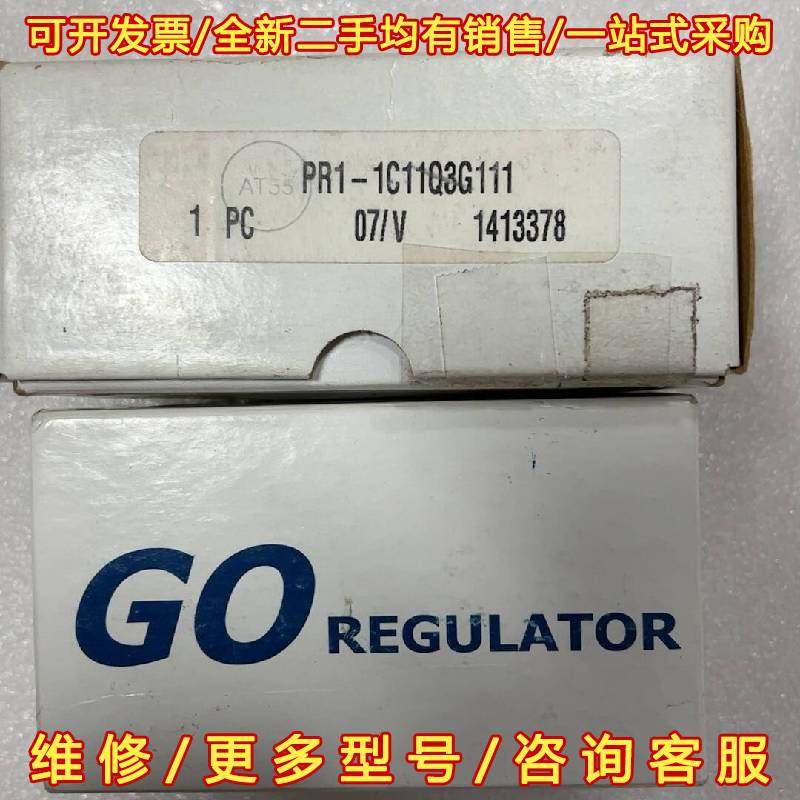 可开发票/全新二手均有销售/一站式采购
AT55
PR1-1C11Q3G111
1 PC 07/V 1413378
GO REGULATOR
维修/更多型号/咨询客服